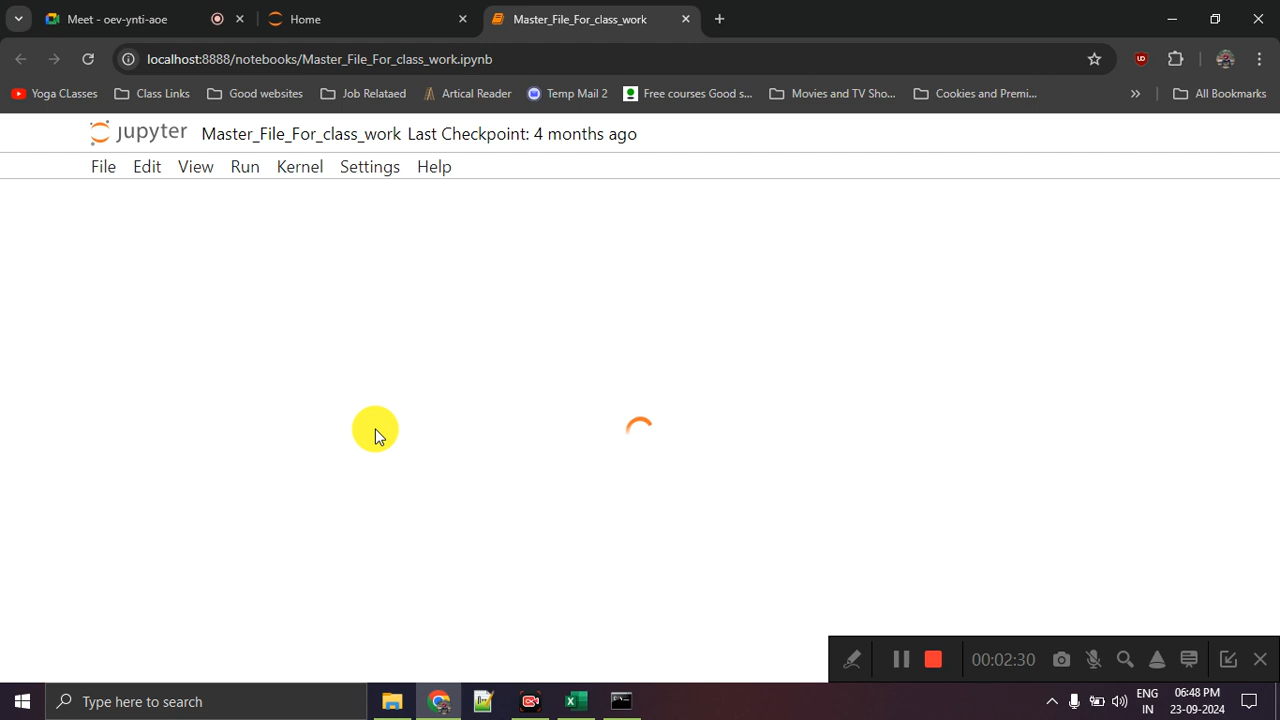 Meet - oev-ynti-aoe
Home
Master_File_For_class_work
localhost:8888/notebooks/Master_File_For_class_work.ipynb
Yoga CLasses
Class Links
Good websites
Job Relataed
Artical Reader
Temp Mail 2
Free courses Good s...
Movies and TV Sho...
Cookies and Premi...
All Bookmarks
jupyter Master_File_For_class_work Last Checkpoint: 4 months ago
File Edit View Run Kernel Settings Help
00:02:30
Type here to search
ENG
IN
06:48 PM
23-09-2024